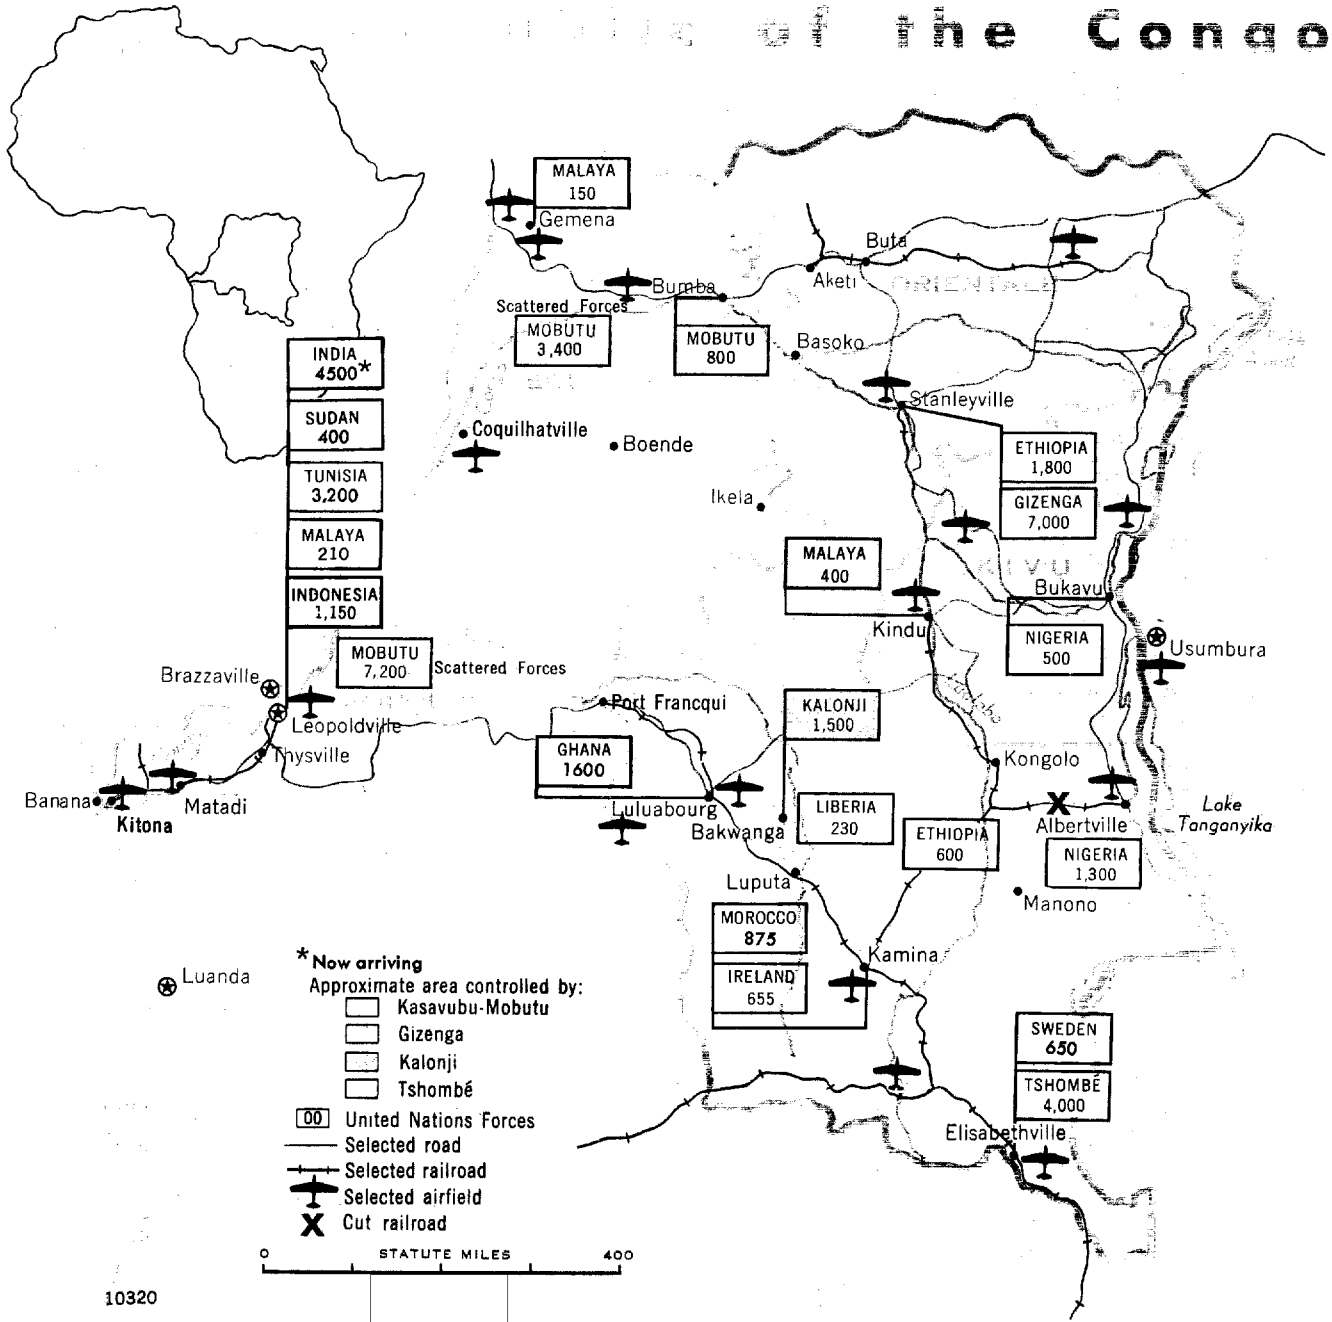 of the Congo
MALAYA
150
Gemena
Buta
Aketi
ORIENTALE
Bumba
Scattered Forces
MOBUTU
3,400
MOBUTU
800
Basoko
INDIA
4500*
Stanleyville
SUDAN
400
Coquilhatville
Boende
ETHIOPIA
1,800
TUNISIA
3,200
Ikela
GIZENGA
7,000
MALAYA
210
MALAYA
400
KIVU
Bukavu
INDONESIA
1,150
Kindu
NIGERIA
500
Usumbura
MOBUTU
7,200
Scattered Forces
Brazzaville
Port Francqui
KALONJI
1,500
Leopoldville
Thysville
GHANA
1600
Kongolo
Banana
Matadi
Kitona
Luluabourg
Bakwanga
LIBERIA
230
ETHIOPIA
600
Albertville
Lake
Tanganyika
NIGERIA
1,300
Luputa
Manono
MOROCCO
875
Kamina
IRELAND
655
Luanda
*Now arriving
Approximate area controlled by:
Kasavubu-Mobutu
Gizenga
Kalonji
Tshombé
00 United Nations Forces
Selected road
Selected railroad
Selected airfield
X Cut railroad
SWEDEN
650
TSHOMBÉ
4,000
Elisabethville
0 STATUTE MILES 400
10320